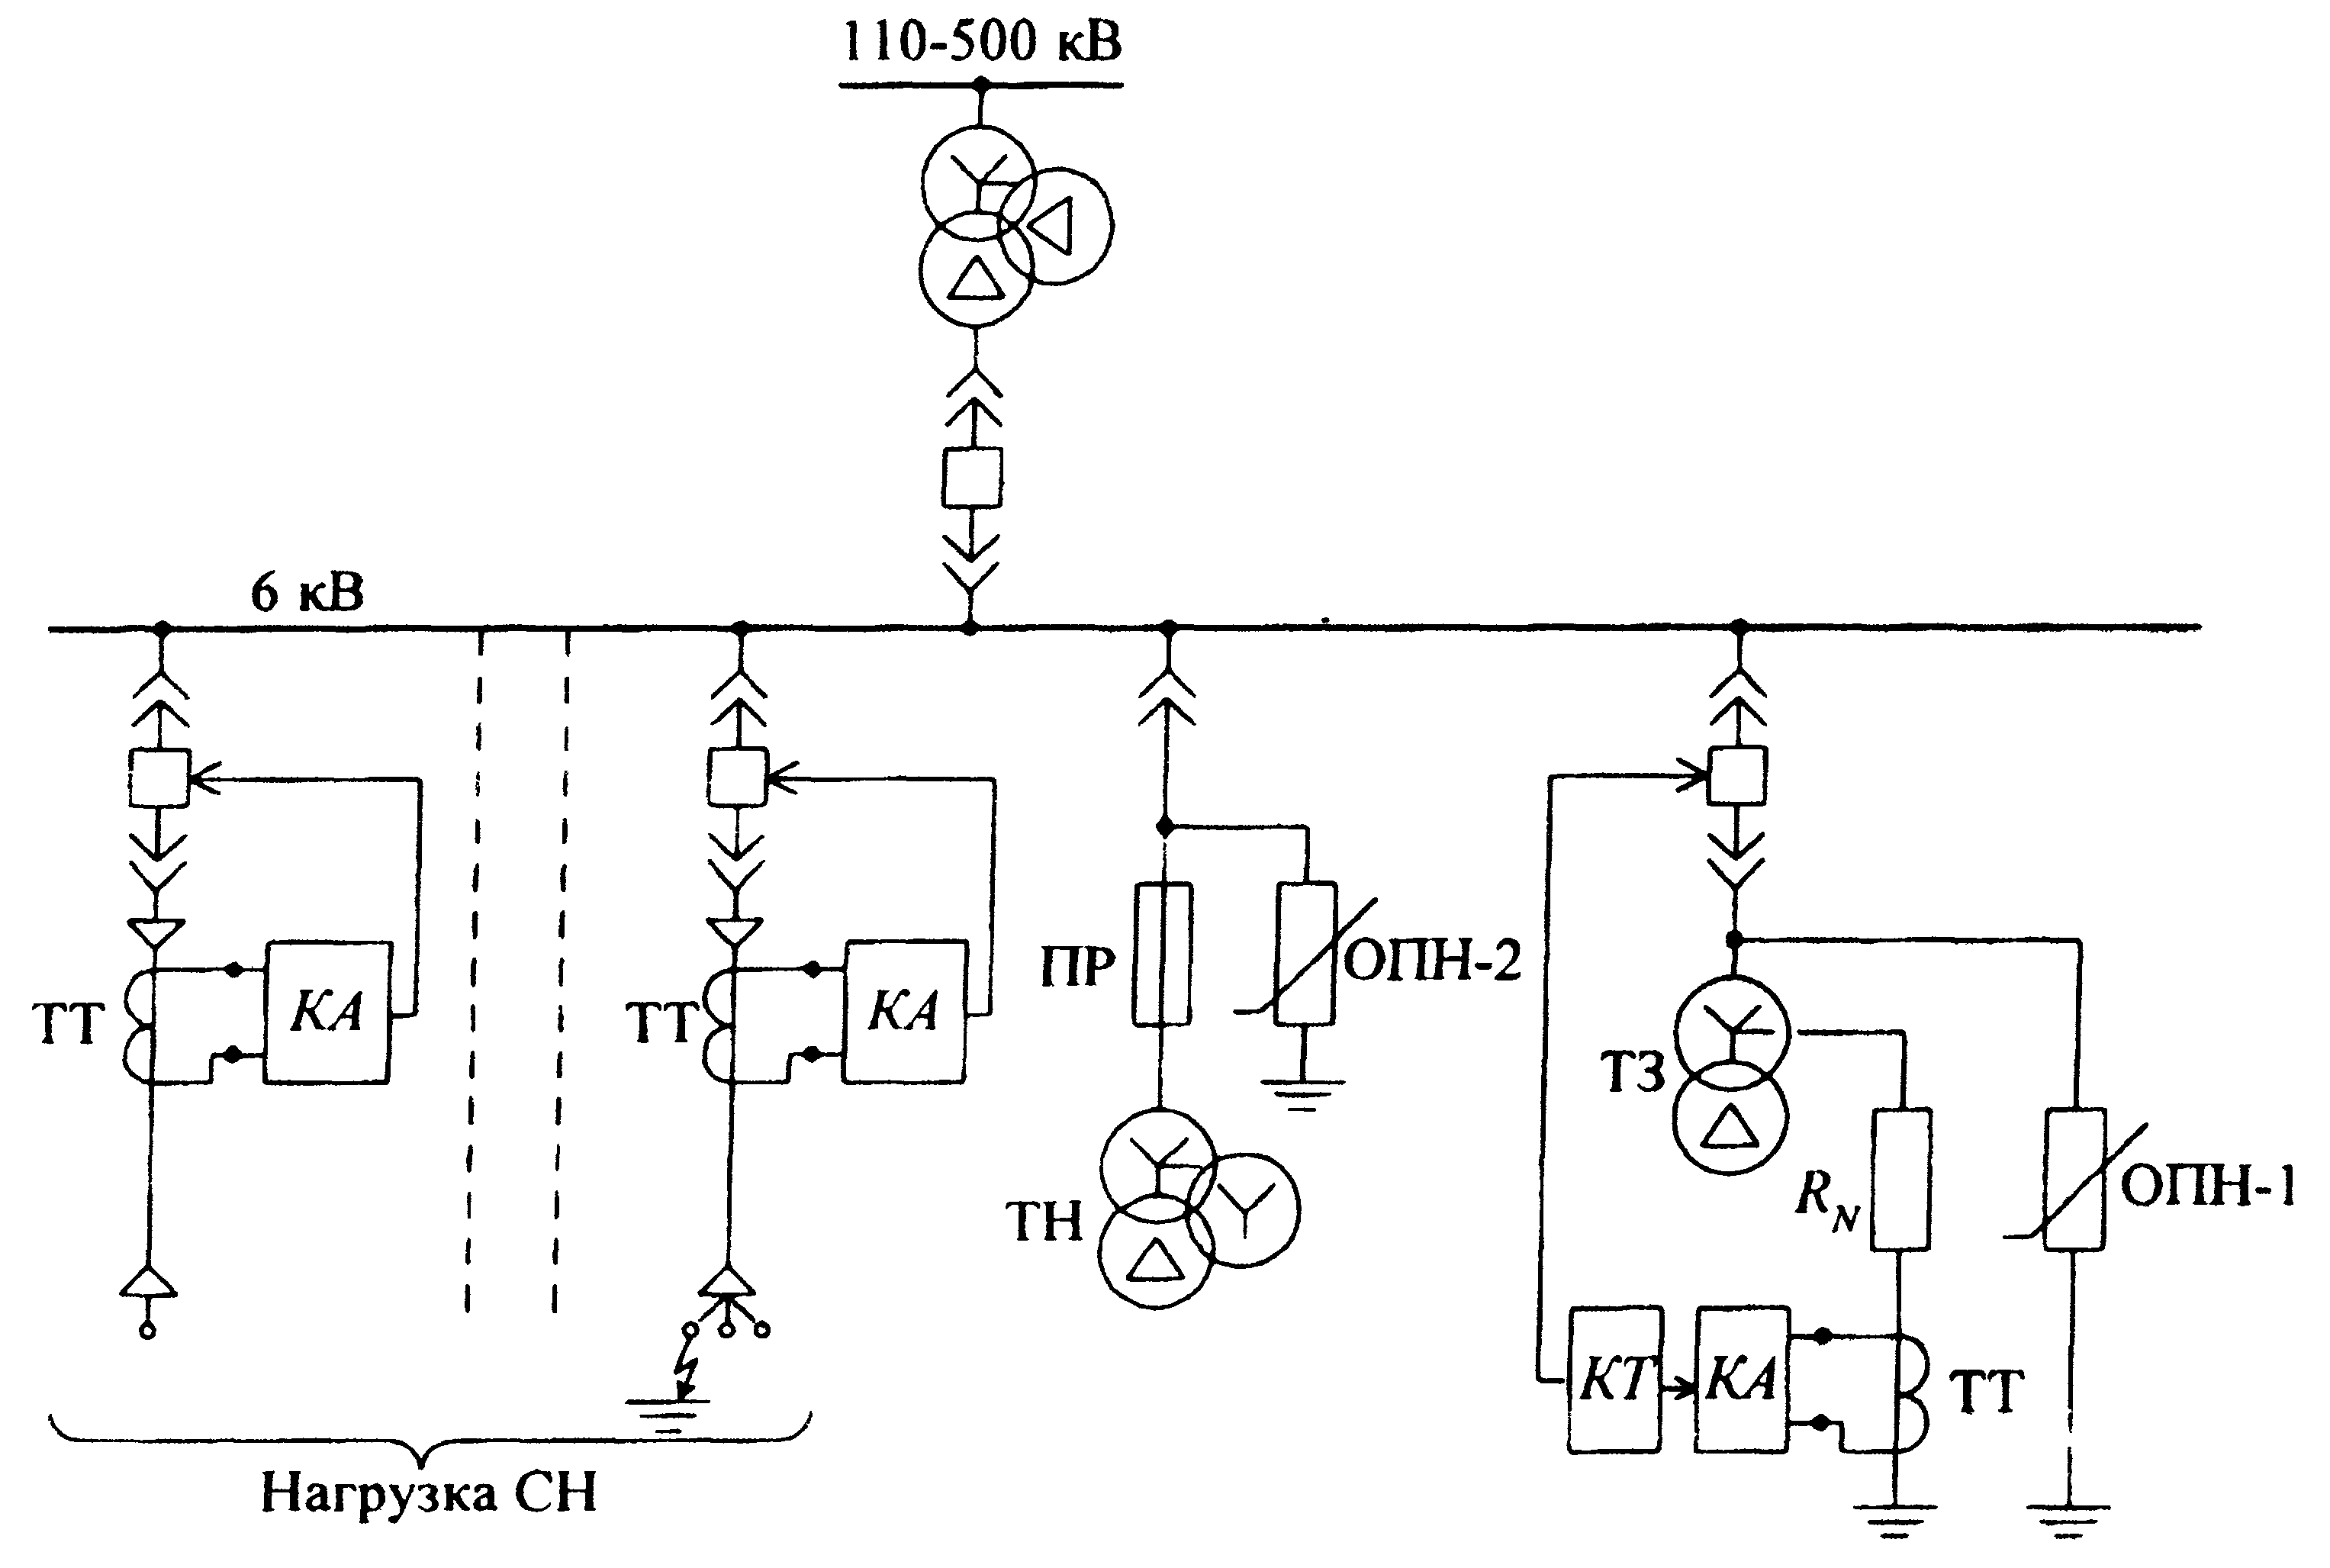 110-500 кВ
6 кВ
ТТ
КА
ТТ
КА
ПР
ОПН-2
ТН
ТЗ
R_N
ОПН-1
КТ
КА
ТТ
Нагрузка СН